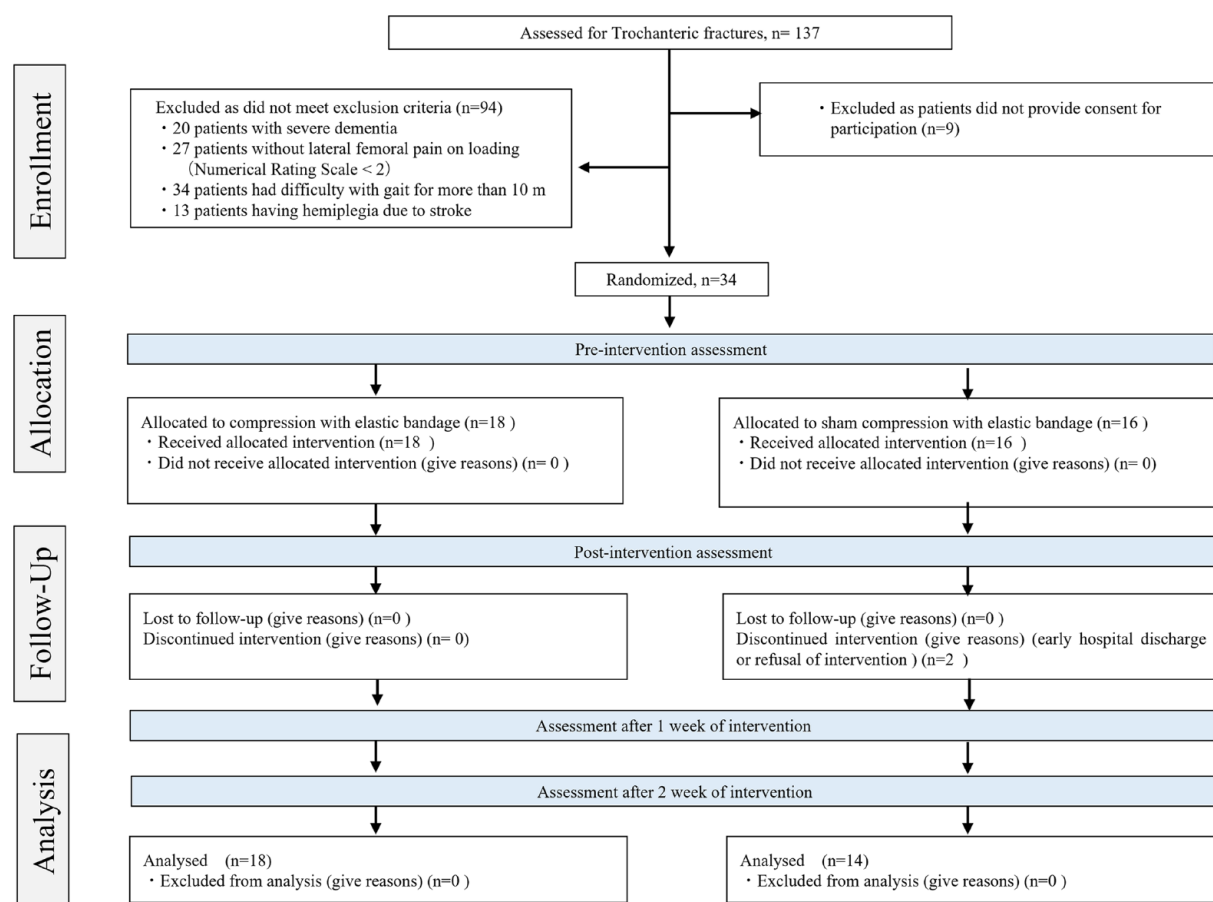 Assessed for Trochanteric fractures, n= 137
Enrollment
Excluded as did not meet exclusion criteria (n=94)
・20 patients with severe dementia
・27 patients without lateral femoral pain on loading
（Numerical Rating Scale < 2）
・34 patients had difficulty with gait for more than 10 m
・13 patients having hemiplegia due to stroke
・Excluded as patients did not provide consent for
participation (n=9)
Randomized, n=34
Allocation
Pre-intervention assessment
Allocated to compression with elastic bandage (n=18 )
・Received allocated intervention (n=18 )
・Did not receive allocated intervention (give reasons) (n= 0 )
Allocated to sham compression with elastic bandage (n=16 )
・Received allocated intervention (n=16 )
・Did not receive allocated intervention (give reasons) (n= 0)
Follow-Up
Post-intervention assessment
Lost to follow-up (give reasons) (n=0 )
Discontinued intervention (give reasons) (n= 0)
Lost to follow-up (give reasons) (n=0 )
Discontinued intervention (give reasons) (early hospital discharge
or refusal of intervention ) (n=2 )
Assessment after 1 week of intervention
Analysis
Assessment after 2 week of intervention
Analysed (n=18)
・Excluded from analysis (give reasons) (n=0 )
Analysed (n=14)
・Excluded from analysis (give reasons) (n=0 )